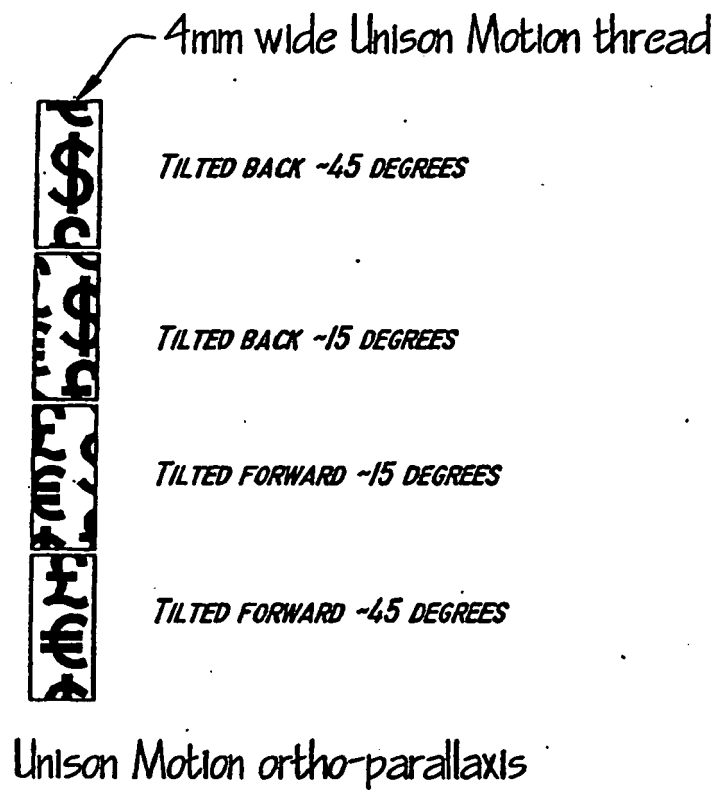 4mm wide Unison Motion thread
TILTED BACK ~45 DEGREES
TILTED BACK ~15 DEGREES
TILTED FORWARD ~15 DEGREES
TILTED FORWARD ~45 DEGREES
Unison Motion ortho-parallaxis